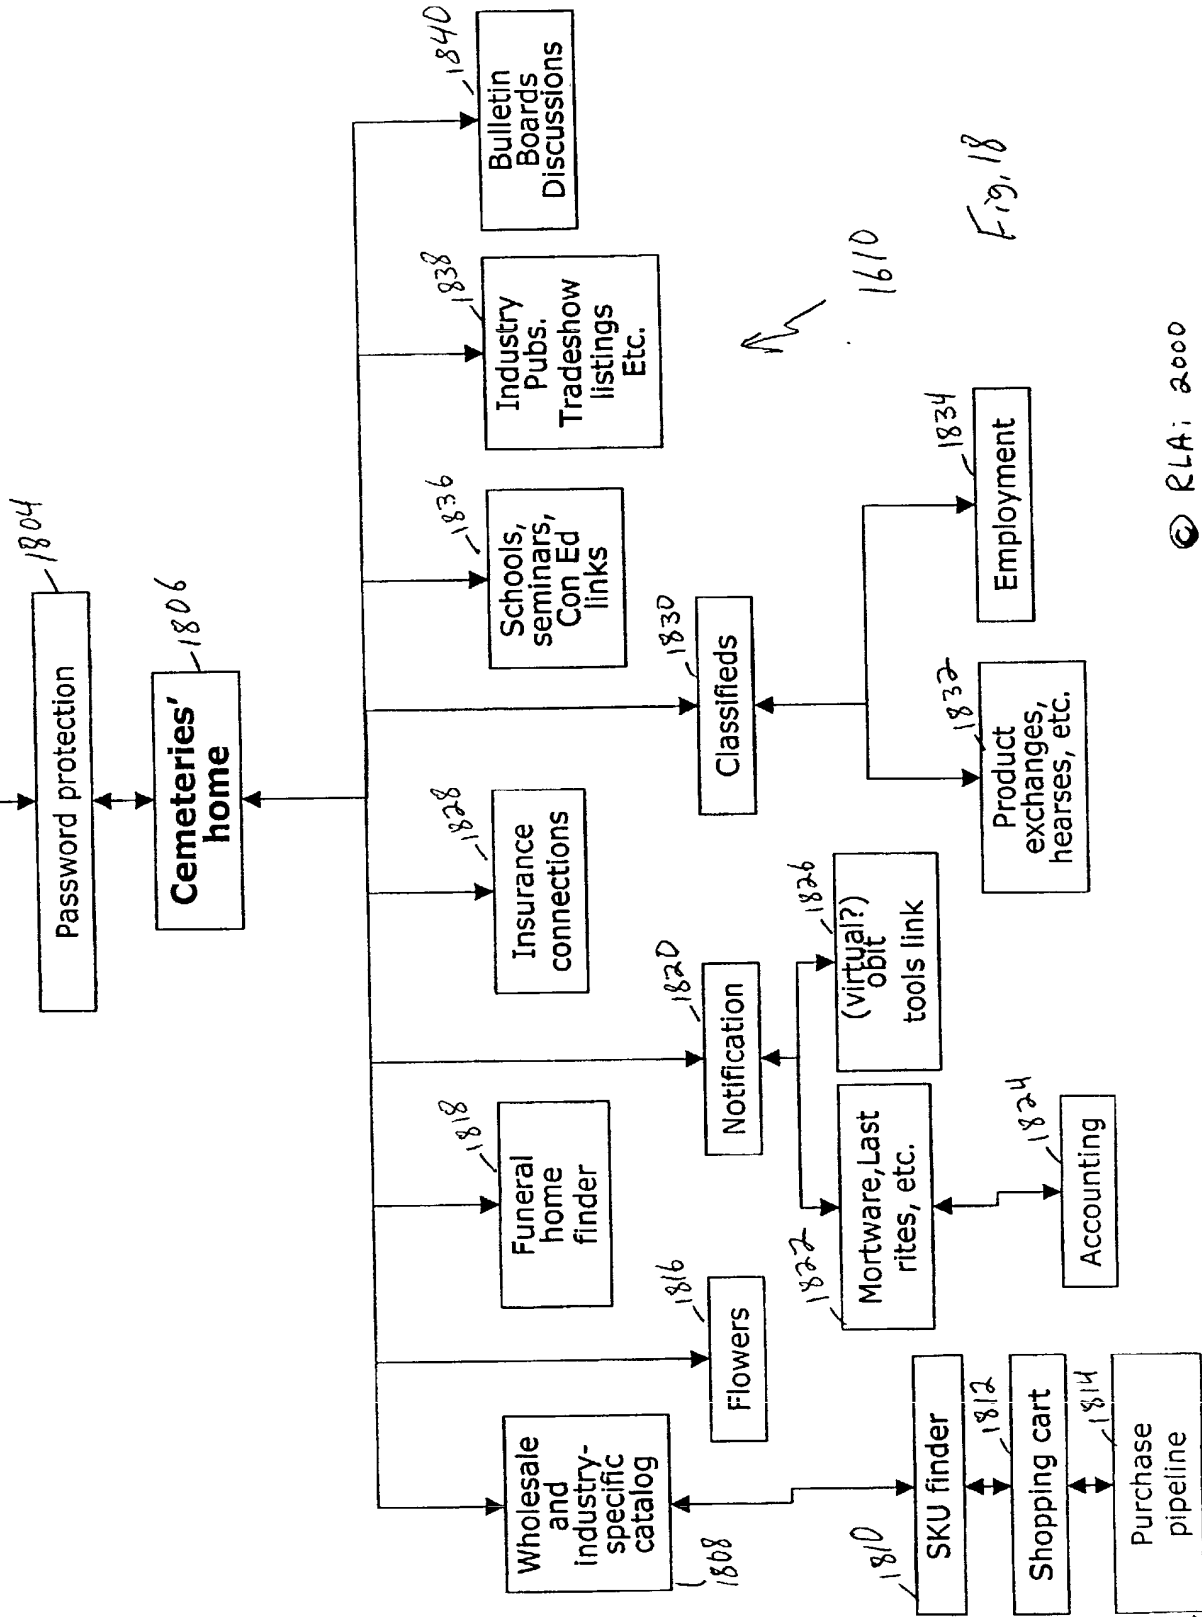 1804
Password protection
1806
Cemeteries'
home
1808
Wholesale
and
industry-
specific
catalog
1816
Flowers
1818
Funeral
home
finder
1820
Notification
1828
Insurance
connections
1830
Classifieds
1836
Schools,
seminars,
Con Ed
links
1838
Industry
Pubs.
Tradeshow
listings
Etc.
1840
Bulletin
Boards
Discussions
1810
SKU finder
1812
Shopping cart
1814
Purchase
pipeline
1822
Mortware,Last
rites, etc.
1826
(virtual?)
obit
tools link
1824
Accounting
1832
Product
exchanges,
hearses, etc.
1834
Employment
1610
Fig. 18
© RLA: 2000